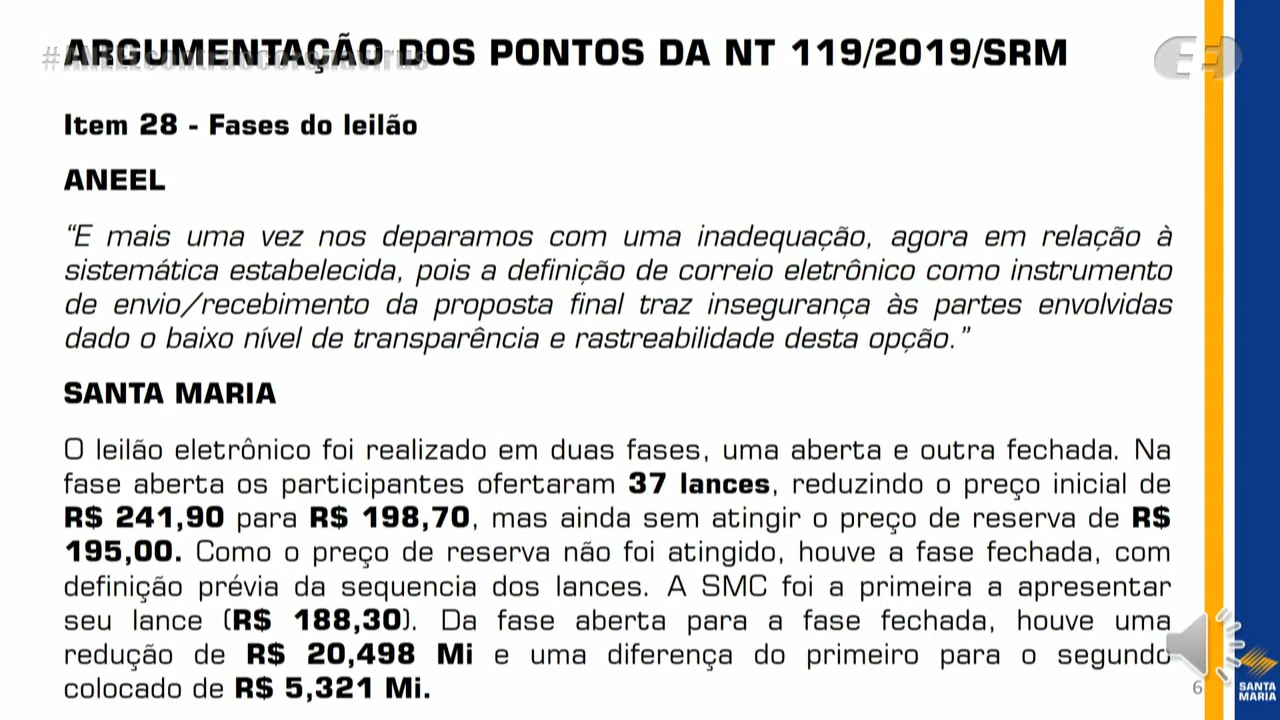 #ANEELcontraocoronavírus
ARGUMENTAÇÃO DOS PONTOS DA NT 119/2019/SRM
Item 28 - Fases do leilão
ANEEL
“E mais uma vez nos deparamos com uma inadequação, agora em relação à
sistemática estabelecida, pois a definição de correio eletrônico como instrumento
de envio/recebimento da proposta final traz insegurança às partes envolvidas
dado o baixo nível de transparência e rastreabilidade desta opção.”
SANTA MARIA
O leilão eletrônico foi realizado em duas fases, uma aberta e outra fechada. Na
fase aberta os participantes ofertaram 37 lances, reduzindo o preço inicial de
R$ 241,90 para R$ 198,70, mas ainda sem atingir o preço de reserva de R$
195,00. Como o preço de reserva não foi atingido, houve a fase fechada, com
definição prévia da sequencia dos lances. A SMC foi a primeira a apresentar
seu lance (R$ 188,30). Da fase aberta para a fase fechada, houve uma
redução de R$ 20,498 Mi e uma diferença do primeiro para o segundo
colocado de R$ 5,321 Mi.
6
SANTA
MARIA